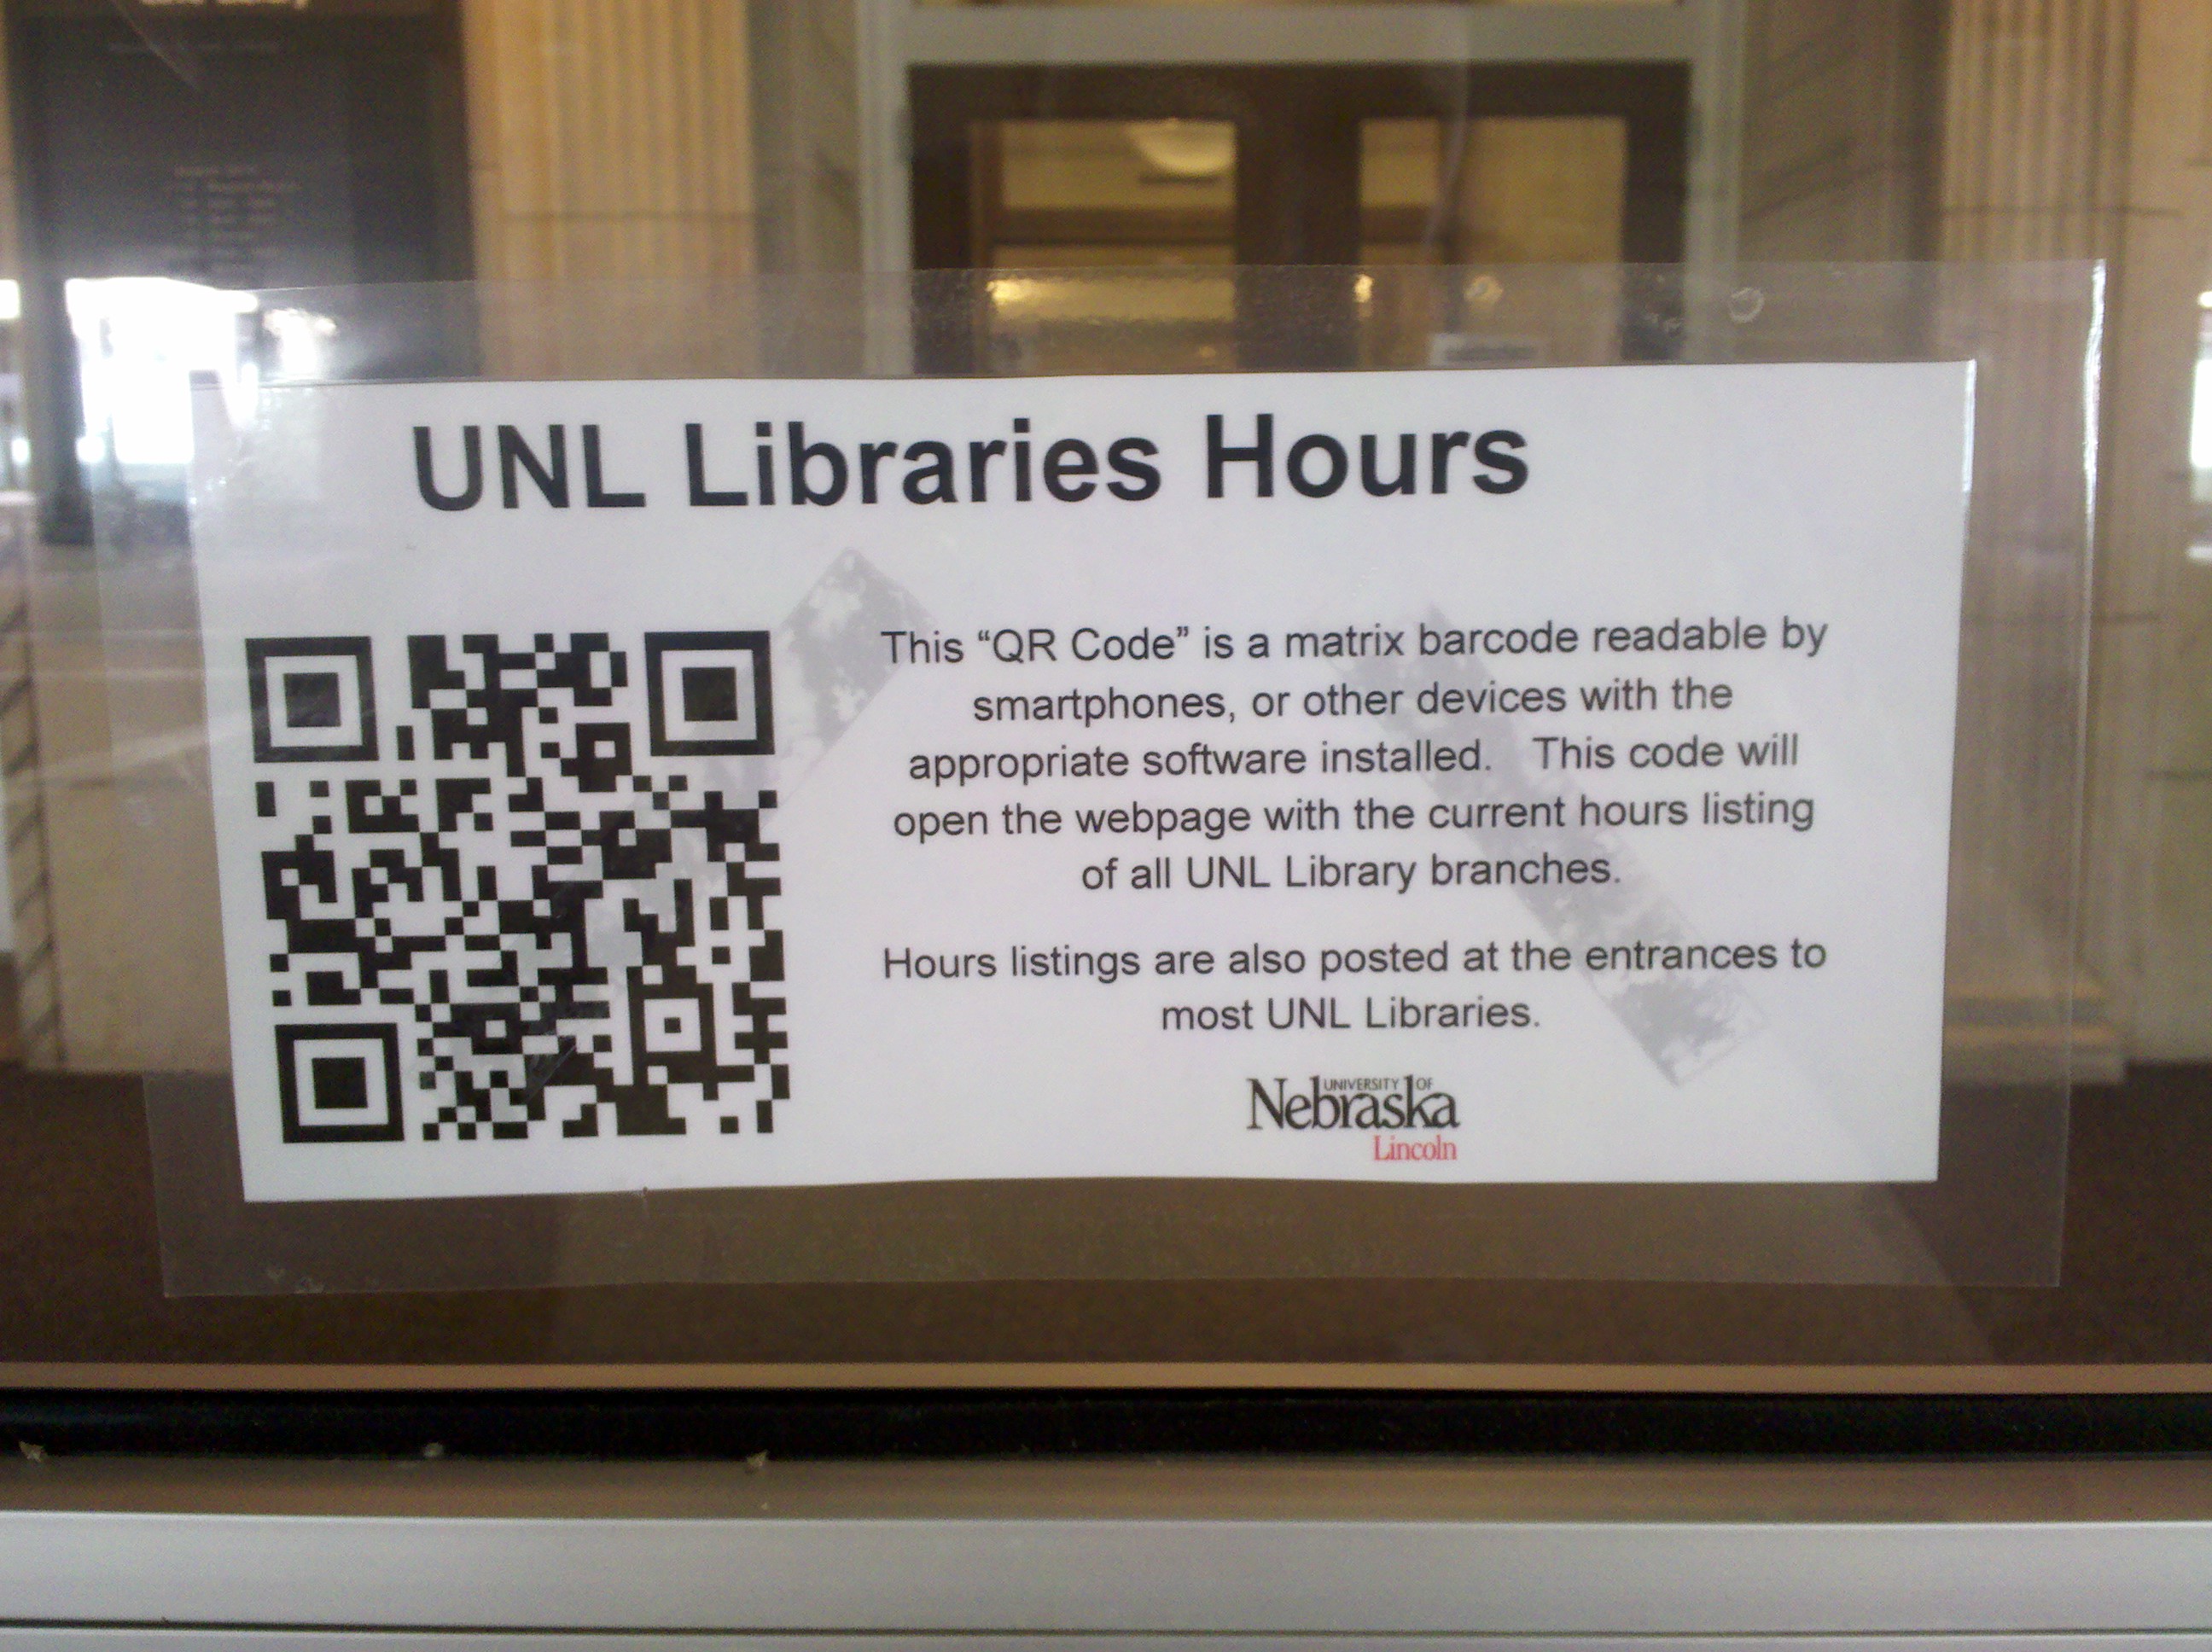 UNL Libraries Hours
This “QR Code” is a matrix barcode readable by
smartphones, or other devices with the
appropriate software installed.   This code will
open the webpage with the current hours listing
of all UNL Library branches.
Hours listings are also posted at the entrances to
most UNL Libraries.
UNIVERSITY OF
Nebraska
Lincoln